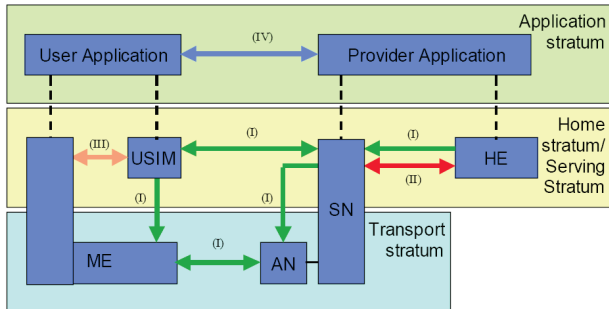 Application
stratum
(IV)
User Application
Provider Application
Home
stratum/
Serving
Stratum
(III)
USIM
(I)
(I)
HE
(II)
(I)
(I)
SN
Transport
stratum
ME
(I)
AN